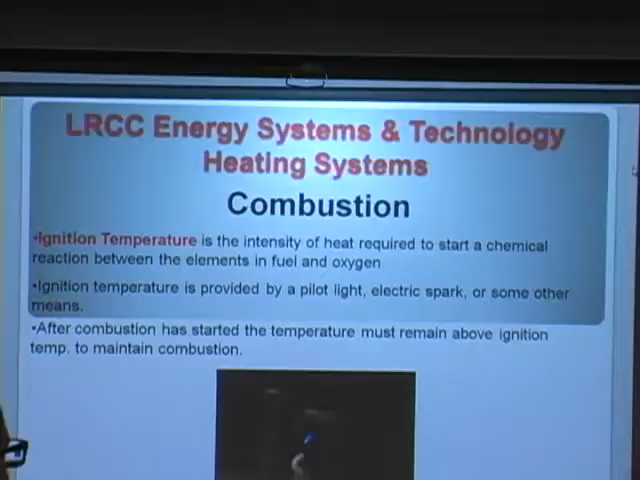 LRCC Energy Systems & Technology
Heating Systems
Combustion
•Ignition Temperature is the intensity of heat required to start a chemical
reaction between the elements in fuel and oxygen
•Ignition temperature is provided by a pilot light, electric spark, or some other
means.
•After combustion has started the temperature must remain above ignition
temp. to maintain combustion.